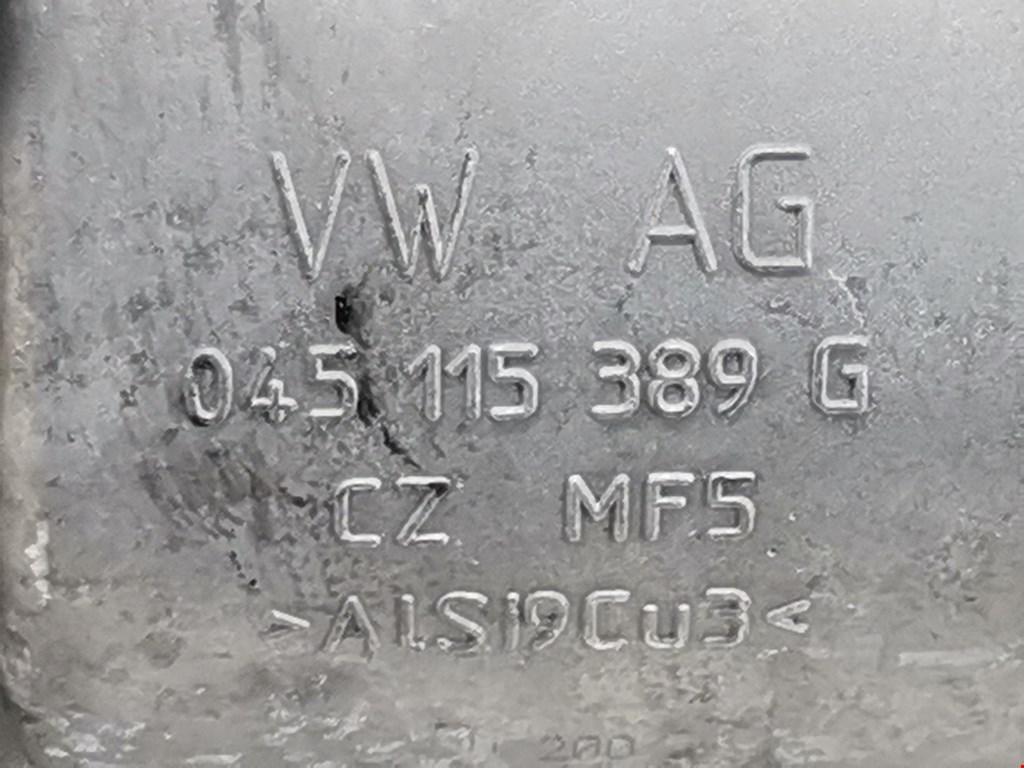 VW AG
045 115 389 G
CZ MF5
>AlSi9Cu3<